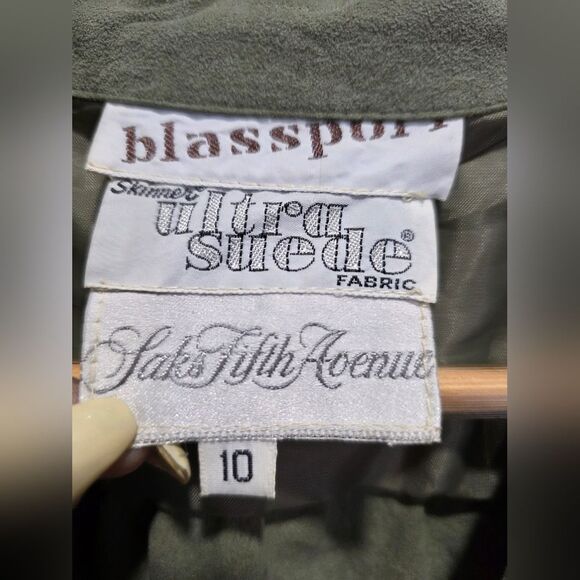 blassport
Skinner
ultra
suede®
FABRIC
Saks Fifth Avenue
10